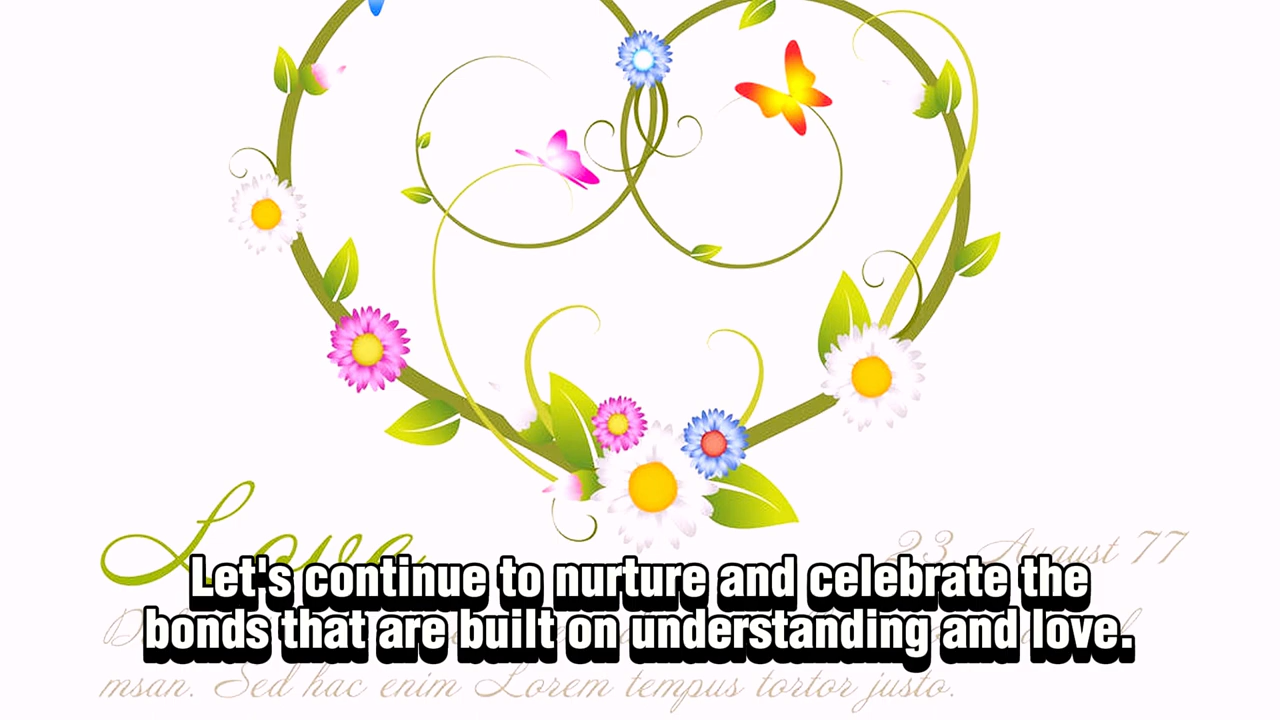 Love
23 August 77
Let's continue to nurture and celebrate the
bonds that are built on understanding and love.
msan. Sed hac enim Lorem tempus tortor justo.